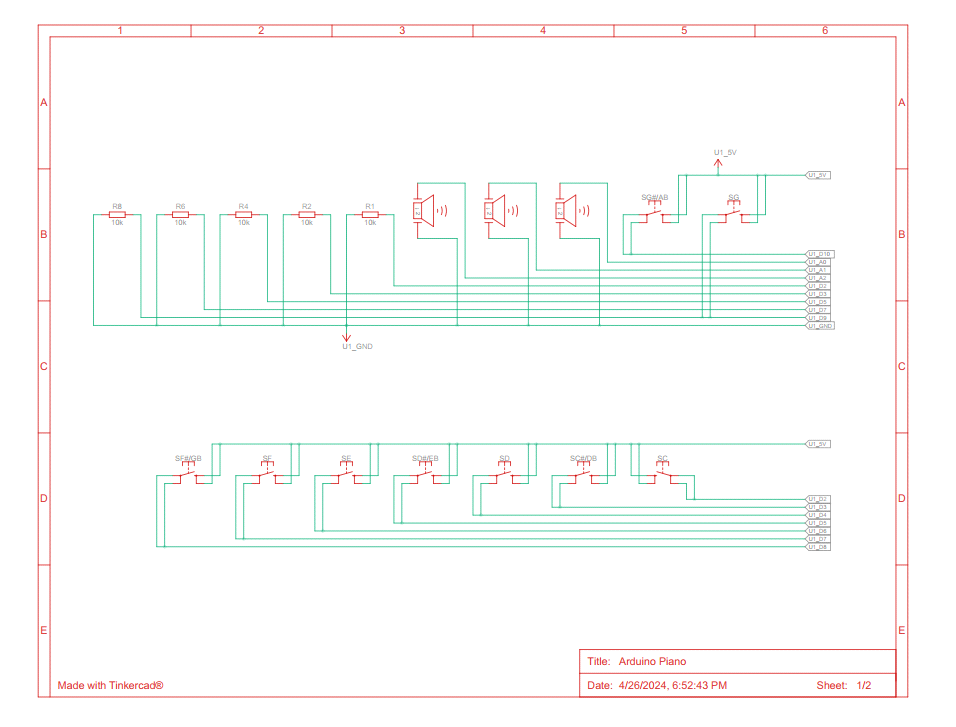 1 2 3 4 5 6
A A
U1_5V
U1_5V
SG#/AB SG
R8 R6 R4 R2 R1
10k 10k 10k 10k 10k
B B
U1_D10
U1_A0
U1_A1
U1_A2
U1_D2
U1_D3
U1_D5
U1_D7
U1_D9
U1_GND
U1_GND
C C
U1_5V
SF#/GB SF SE SD#/EB SD SC#/DB SC
D D
U1_D2
U1_D3
U1_D4
U1_D5
U1_D6
U1_D7
U1_D8
E E
Title: Arduino Piano
Made with Tinkercad®
Date: 4/26/2024, 6:52:43 PM Sheet: 1/2